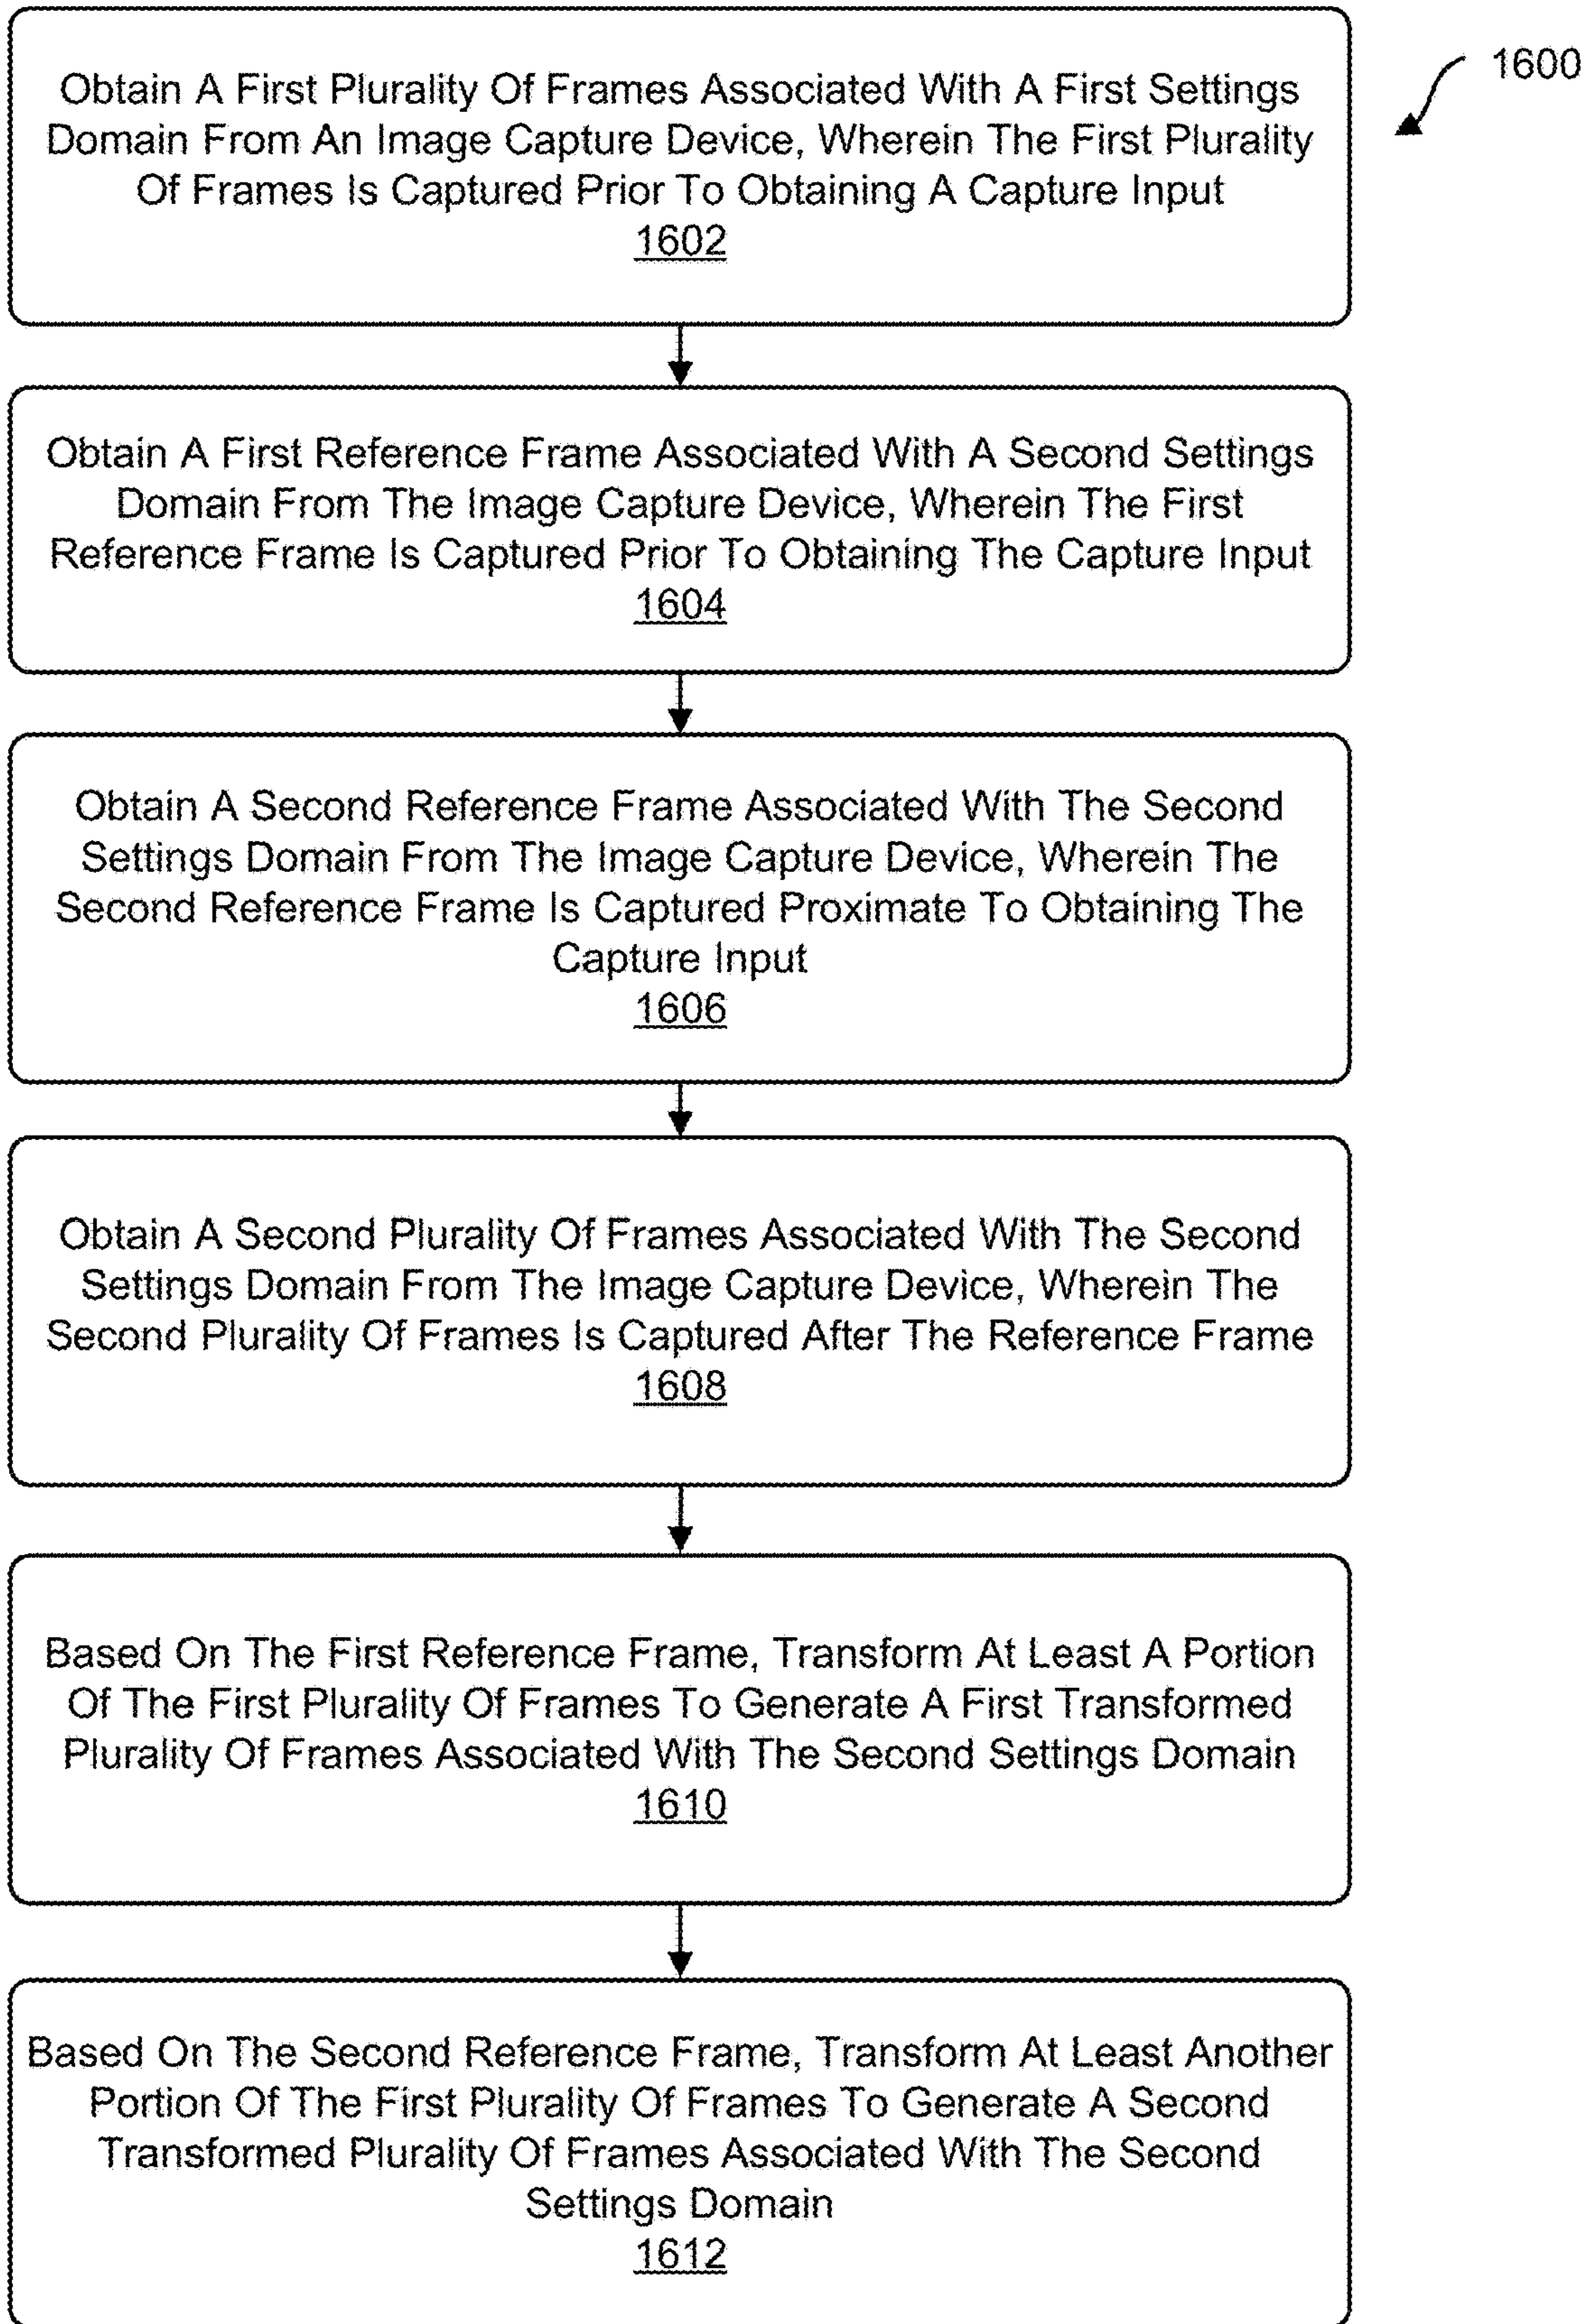 1600
Obtain A First Plurality Of Frames Associated With A First Settings
Domain From An Image Capture Device, Wherein The First Plurality
Of Frames Is Captured Prior To Obtaining A Capture Input
1602
Obtain A First Reference Frame Associated With A Second Settings
Domain From The Image Capture Device, Wherein The First
Reference Frame Is Captured Prior To Obtaining The Capture Input
1604
Obtain A Second Reference Frame Associated With The Second
Settings Domain From The Image Capture Device, Wherein The
Second Reference Frame Is Captured Proximate To Obtaining The
Capture Input
1606
Obtain A Second Plurality Of Frames Associated With The Second
Settings Domain From The Image Capture Device, Wherein The
Second Plurality Of Frames Is Captured After The Reference Frame
1608
Based On The First Reference Frame, Transform At Least A Portion
Of The First Plurality Of Frames To Generate A First Transformed
Plurality Of Frames Associated With The Second Settings Domain
1610
Based On The Second Reference Frame, Transform At Least Another
Portion Of The First Plurality Of Frames To Generate A Second
Transformed Plurality Of Frames Associated With The Second
Settings Domain
1612